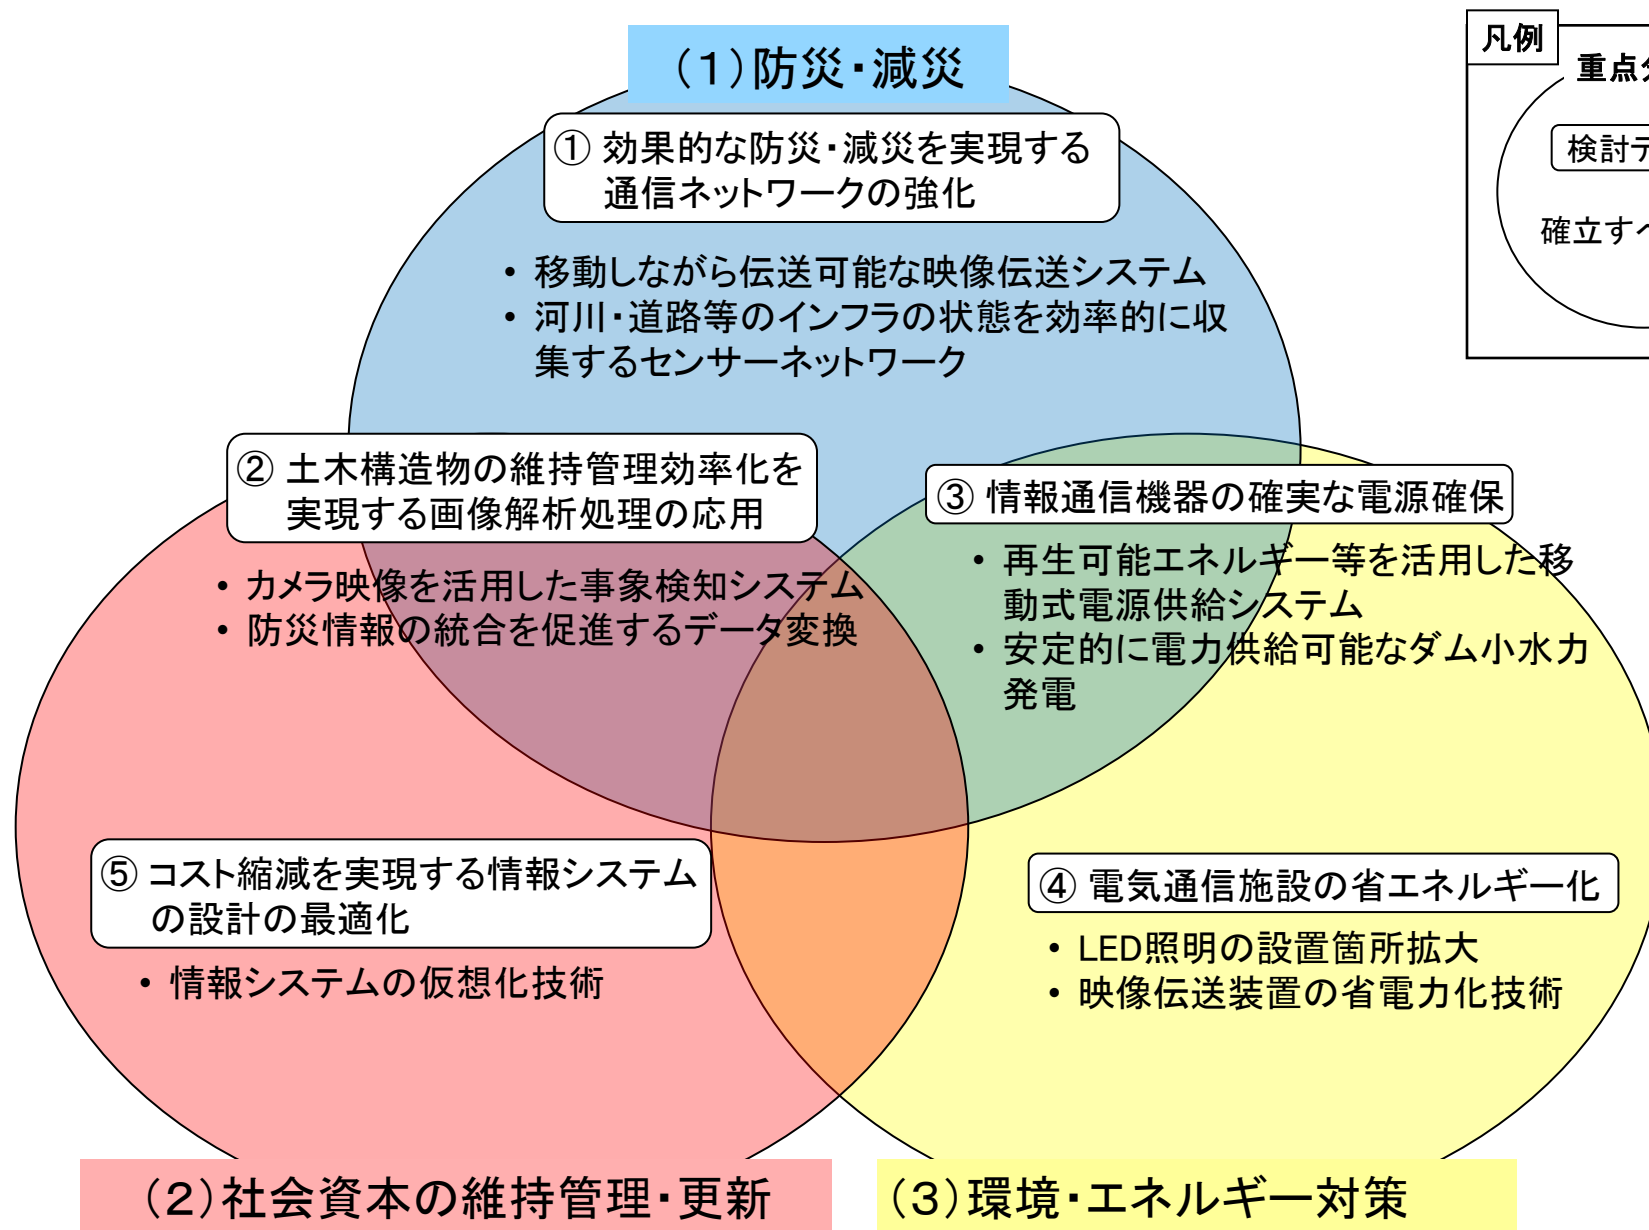 (1)防災・減災
凡例
重点
検討
確立す
① 効果的な防災・減災を実現する
通信ネットワークの強化
• 移動しながら伝送可能な映像伝送システム
• 河川・道路等のインフラの状態を効率的に収
集するセンサーネットワーク
② 土木構造物の維持管理効率化を
実現する画像解析処理の応用
• カメラ映像を活用した事象検知システム
• 防災情報の統合を促進するデータ変換
③ 情報通信機器の確実な電源確保
• 再生可能エネルギー等を活用した移
動式電源供給システム
• 安定的に電力供給可能なダム小水力
発電
⑤ コスト縮減を実現する情報システム
の設計の最適化
• 情報システムの仮想化技術
④ 電気通信施設の省エネルギー化
• LED照明の設置箇所拡大
• 映像伝送装置の省電力化技術
(2)社会資本の維持管理・更新
(3)環境・エネルギー対策